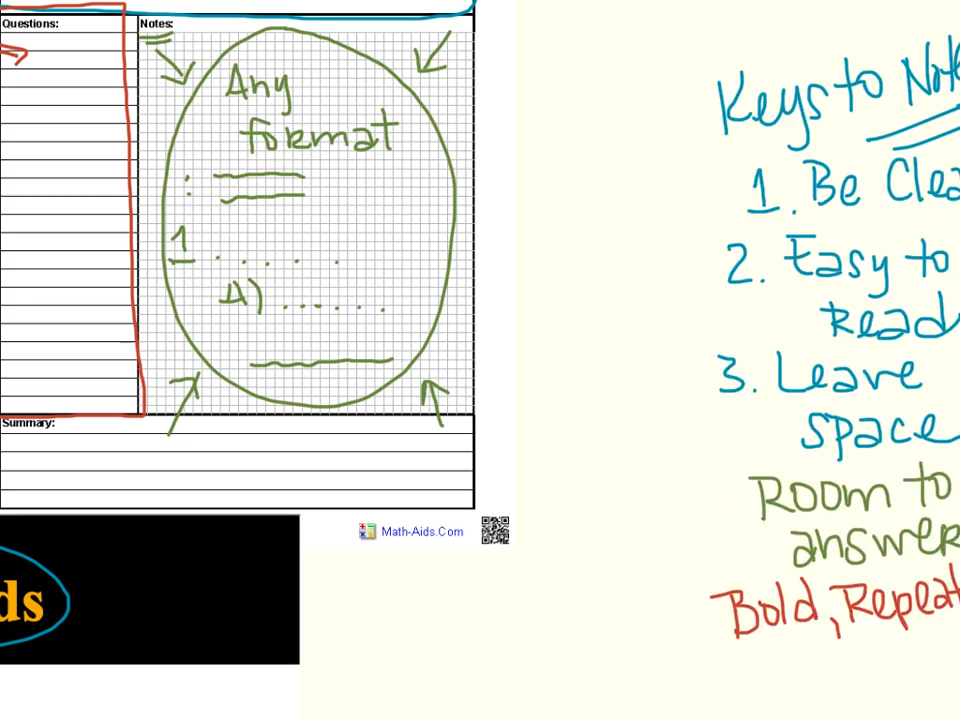 Questions:
Notes:
Any
format
1
A)
Summary:
Math-Aids.Com
ds
Keys to Note
1. Be Clea
2. Easy to
Read
3. Leave
space
Room to
answer
Bold, Repeat